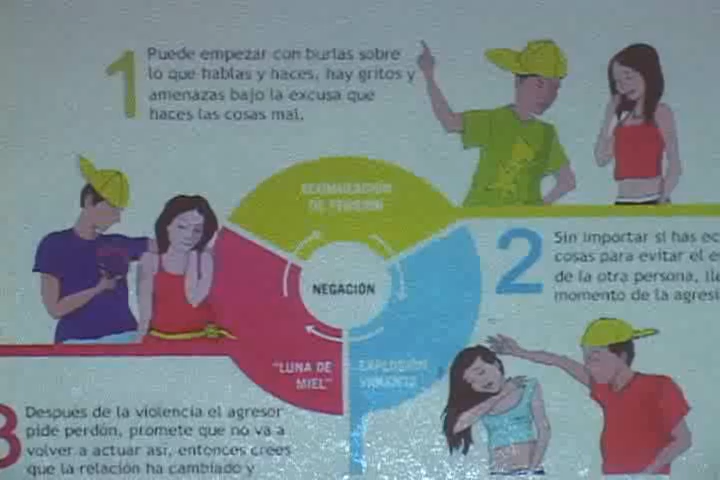 1
Puede empezar con burlas sobre
lo que hablas y haces, hay gritos y
amenazas bajo la excusa que
haces las cosas mal.
ACUMULACIÓN
DE TENSIÓN
2
Sin importar si has
cosas para evitar el
de la otra persona,
momento de la
NEGACIÓN
"LUNA DE
MIEL"
EXPLOSIÓN
VIOLENTA
3
Después de la violencia el agresor
pide perdón, promete que no va a
volver a actuar así, entonces crees
que la relación ha cambiado y